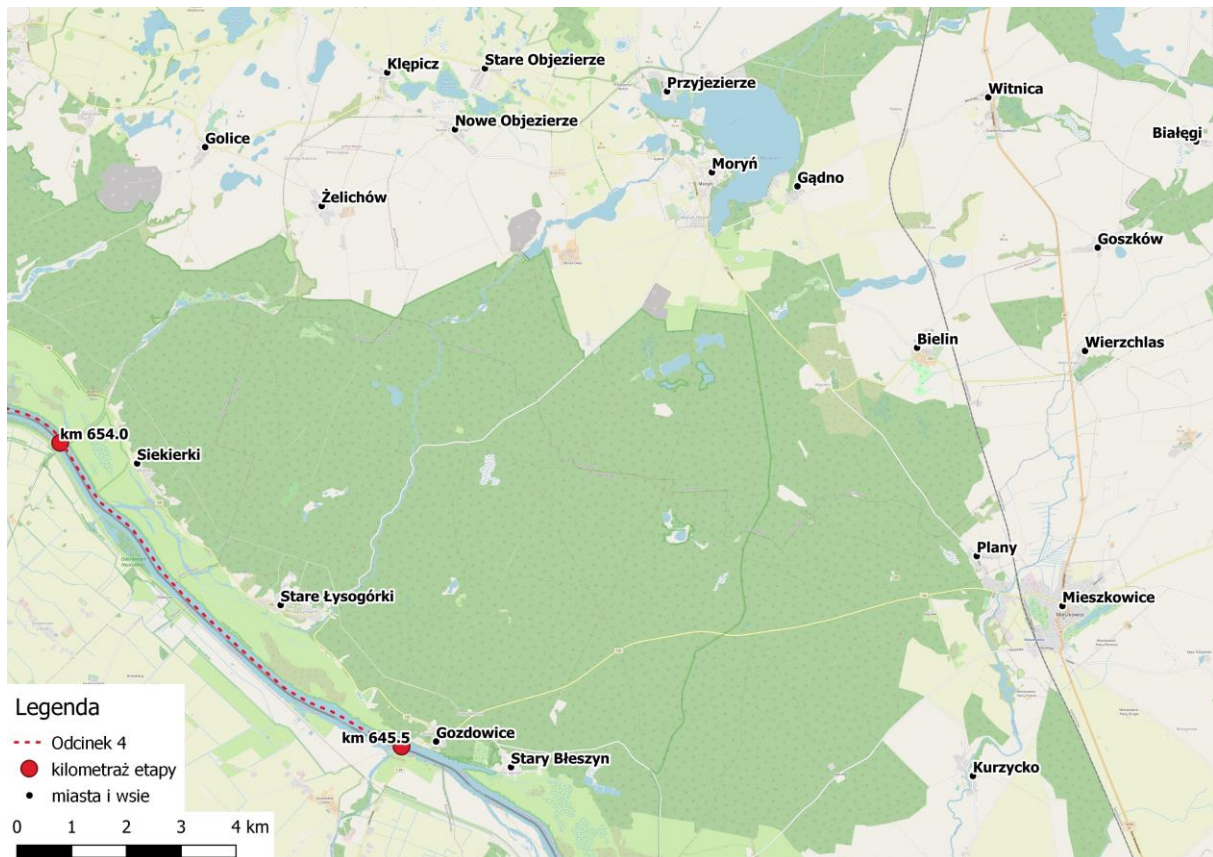 Klępicz
Stare Objezierze
Przyjezierze
Witnica
Nowe Objezierze
Białęgi
Golice
Moryń
Gądno
Żelichów
Goszków
Bielin
Wierzchlas
km 654.0
Siekierki
Plany
Stare Łysogórki
Mieszkowice
km 645.5
Gozdowice
Stary Błeszyn
Kurzycko
Legenda
Odcinek 4
kilometraż etapy
miasta i wsie
0 1 2 3 4 km